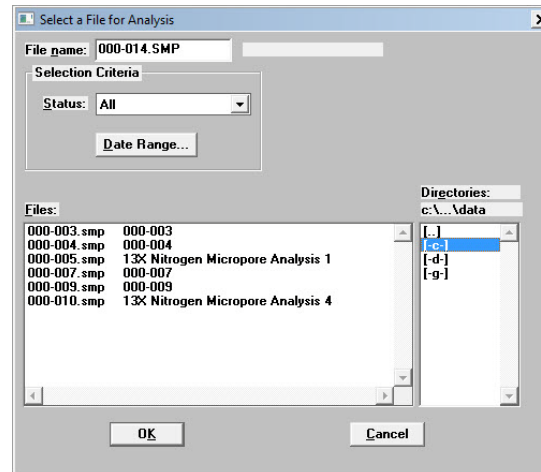 Select a File for Analysis
File name: 000-014.SMP
Selection Criteria
Status: All
Date Range...
Directories:
c:\...\data
Files:
000-003.smp 000-003
000-004.smp 000-004
000-005.smp 13X Nitrogen Micropore Analysis 1
000-007.smp 000-007
000-009.smp 000-009
000-010.smp 13X Nitrogen Micropore Analysis 4
[..]
[-c-]
[-d-]
[-g-]
OK
Cancel